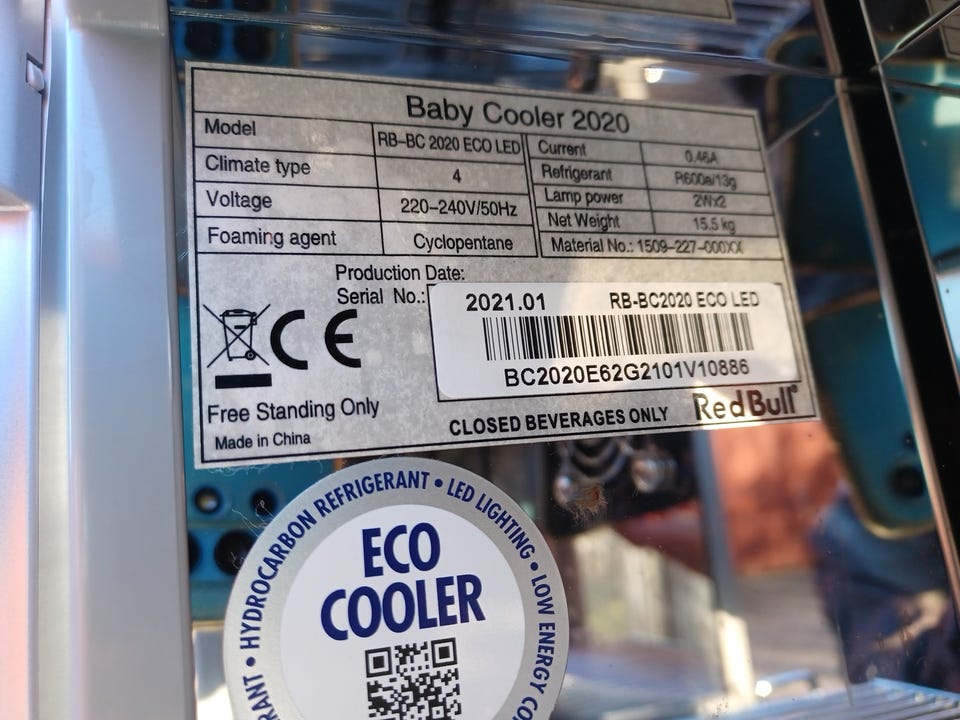 Baby Cooler 2020
Model RB-BC 2020 ECO LED Current 0.46A
Climate type 4 Refrigerant R600a/13g
Voltage 220-240V/50Hz Lamp power 2Wx2
Net Weight 15.5 kg
Foaming agent Cyclopentane Material No.: 1509-227-000XX
Production Date:
Serial No.:
2021.01 RB-BC2020 ECO LED
BC2020E62G2101V10886
CE
Free Standing Only
CLOSED BEVERAGES ONLY
Red Bull®
Made in China
• HYDROCARBON REFRIGERANT • LED LIGHTING • LOW ENERGY
ECO
COOLER